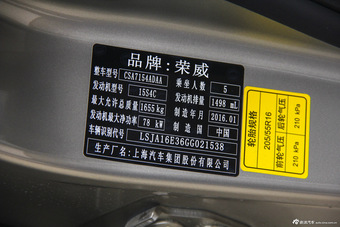 品牌:荣威
整车型号 CSA7154ADAA 乘坐人数 5
发动机型号 15S4C 发动机排量 1498 mL
最大允许总质量 1655kg 制造年月 2016.01
发动机最大净功率 78 kW 制造国 中国
车辆识别代号 LSJA16E36GG021538
生产厂名:上海汽车集团股份有限公司
轮胎规格 205/55R16
前轮气压 210 kPa
后轮气压 210 kPa